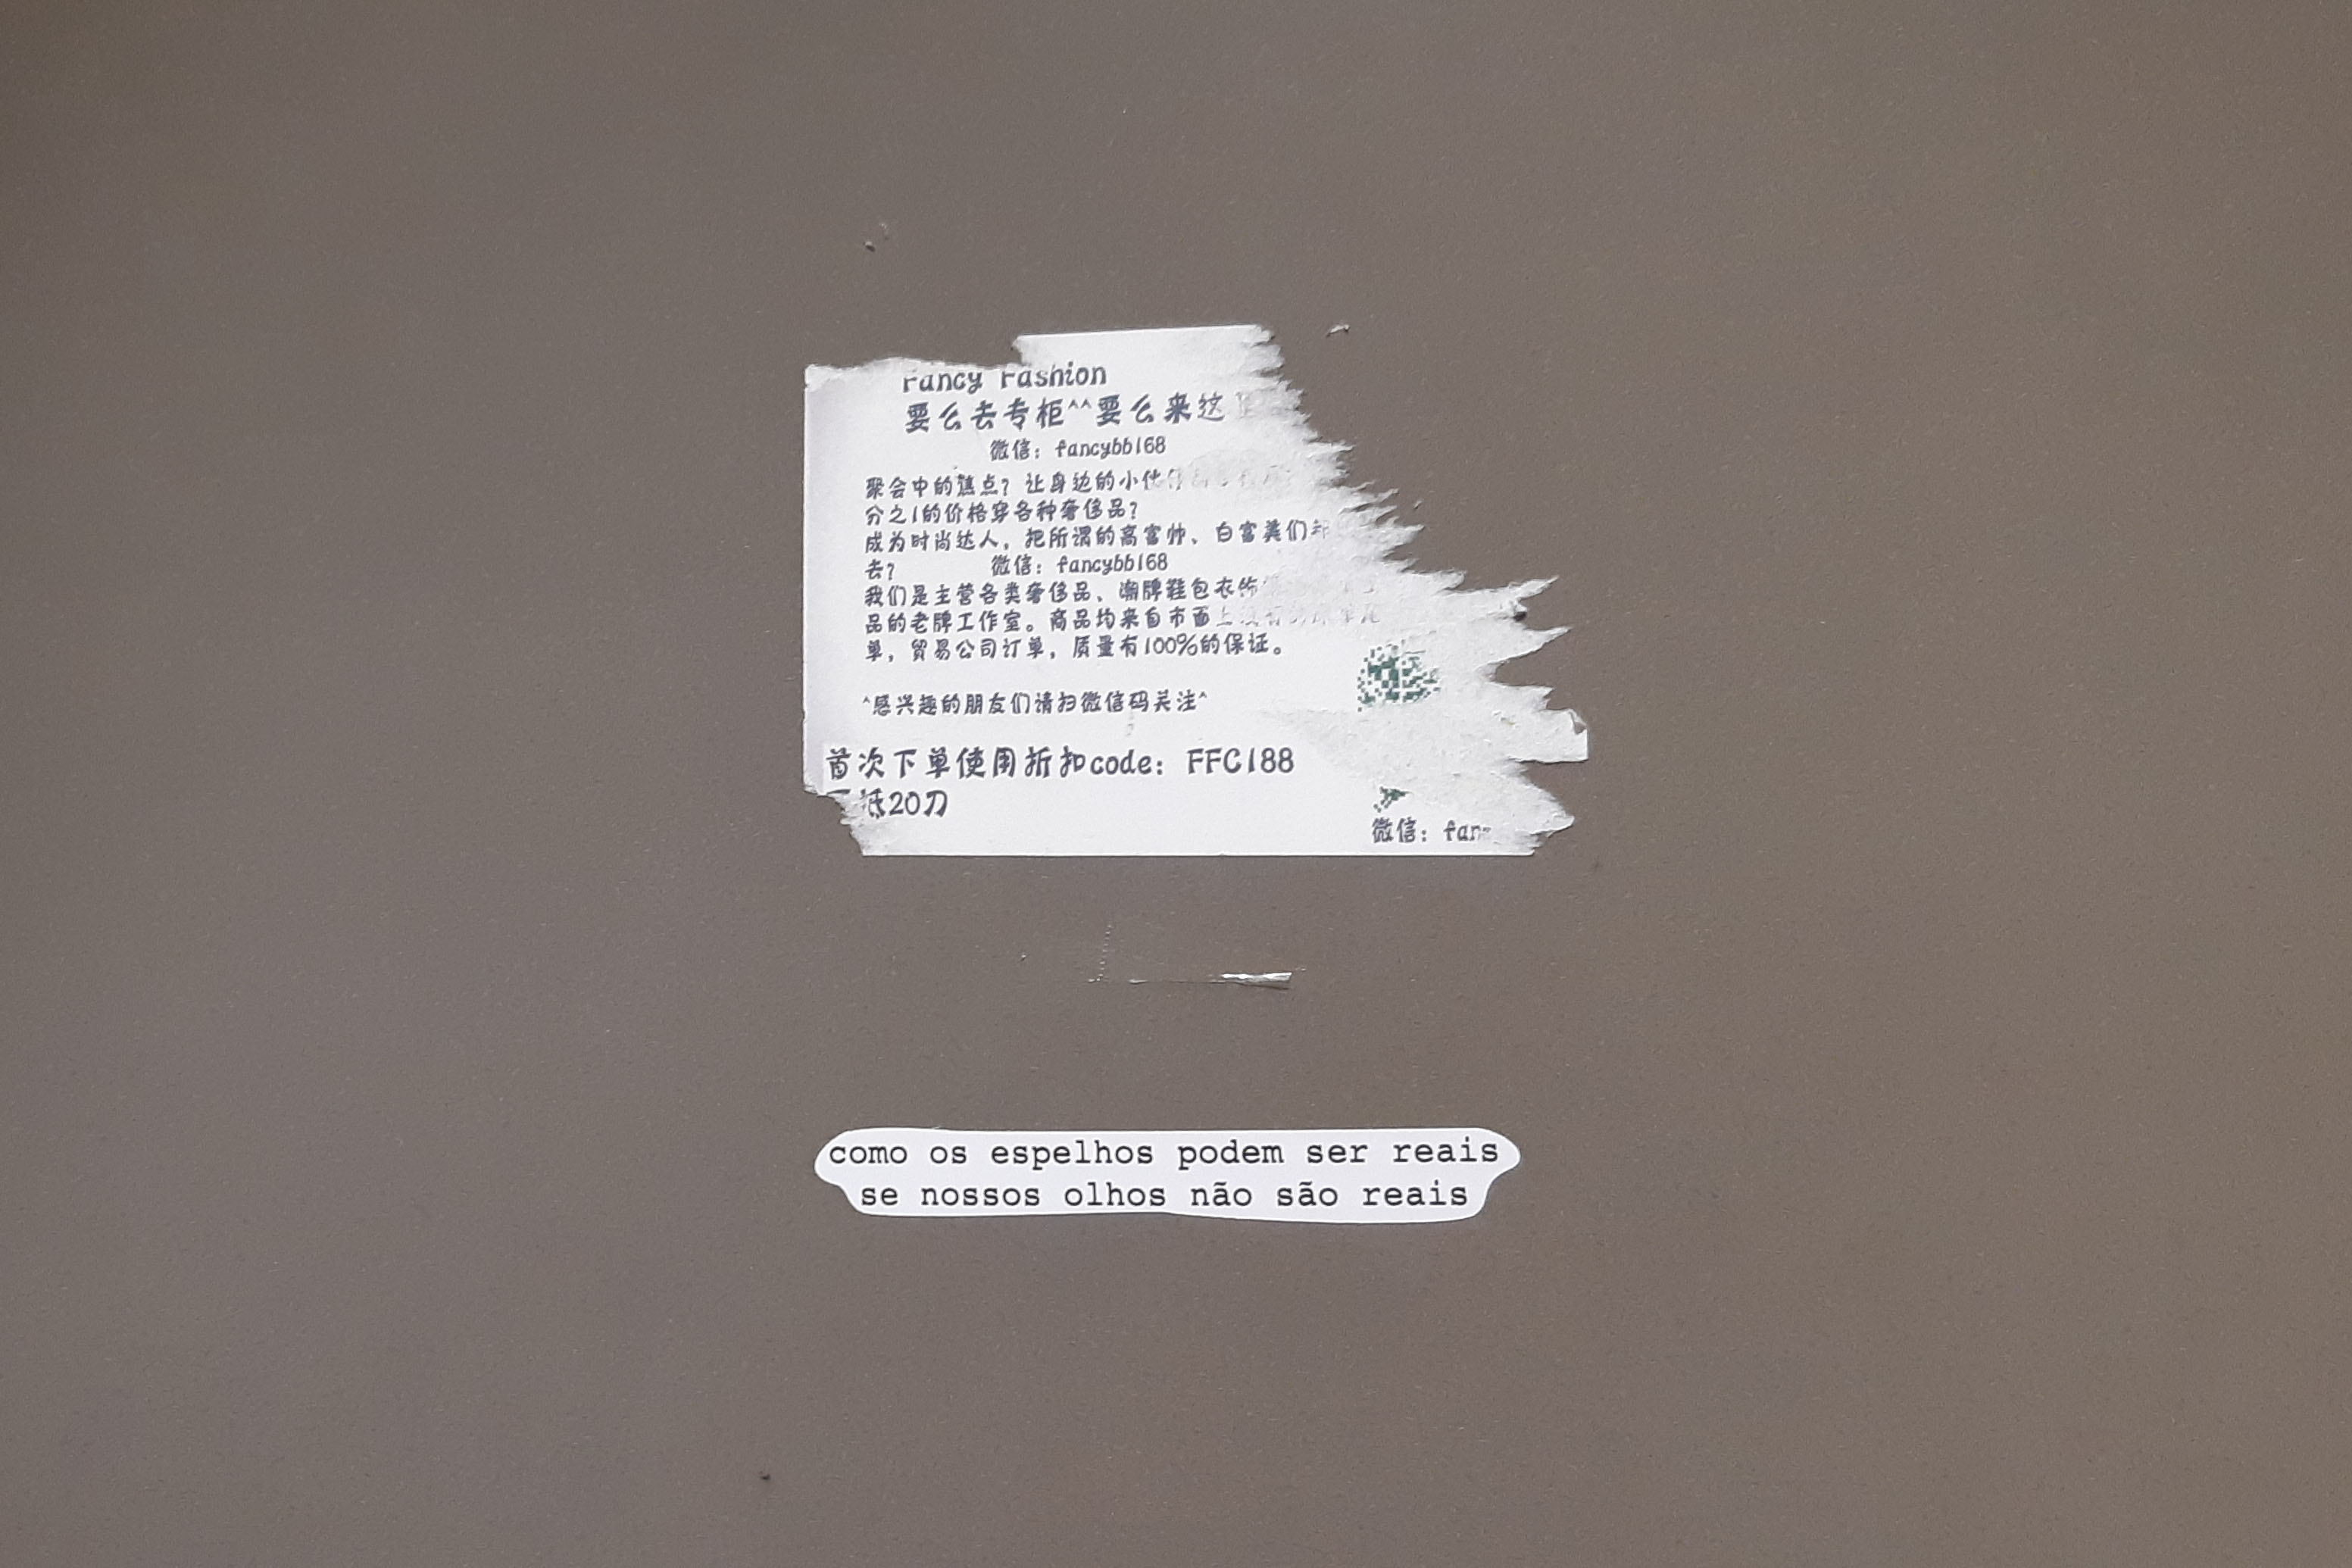 Fancy Fashion
要么去专柜^^要么来这
微信: fancybb168
聚会中的焦点? 让身边的小伙
分之1的价格穿各种奢侈品?
成为时尚达人, 把所谓的高富帅、白富美们
去? 微信: fancybb168
我们是主营各类奢侈品、潮牌鞋包衣饰
品的老牌工作室。商品均来自市面上没有的原单尾
单, 贸易公司订单, 质量有100%的保证。
^感兴趣的朋友们请扫微信码关注^
首次下单使用折扣code: FFC188
抵20刀
微信: fan
como os espelhos podem ser reais
se nossos olhos não são reais